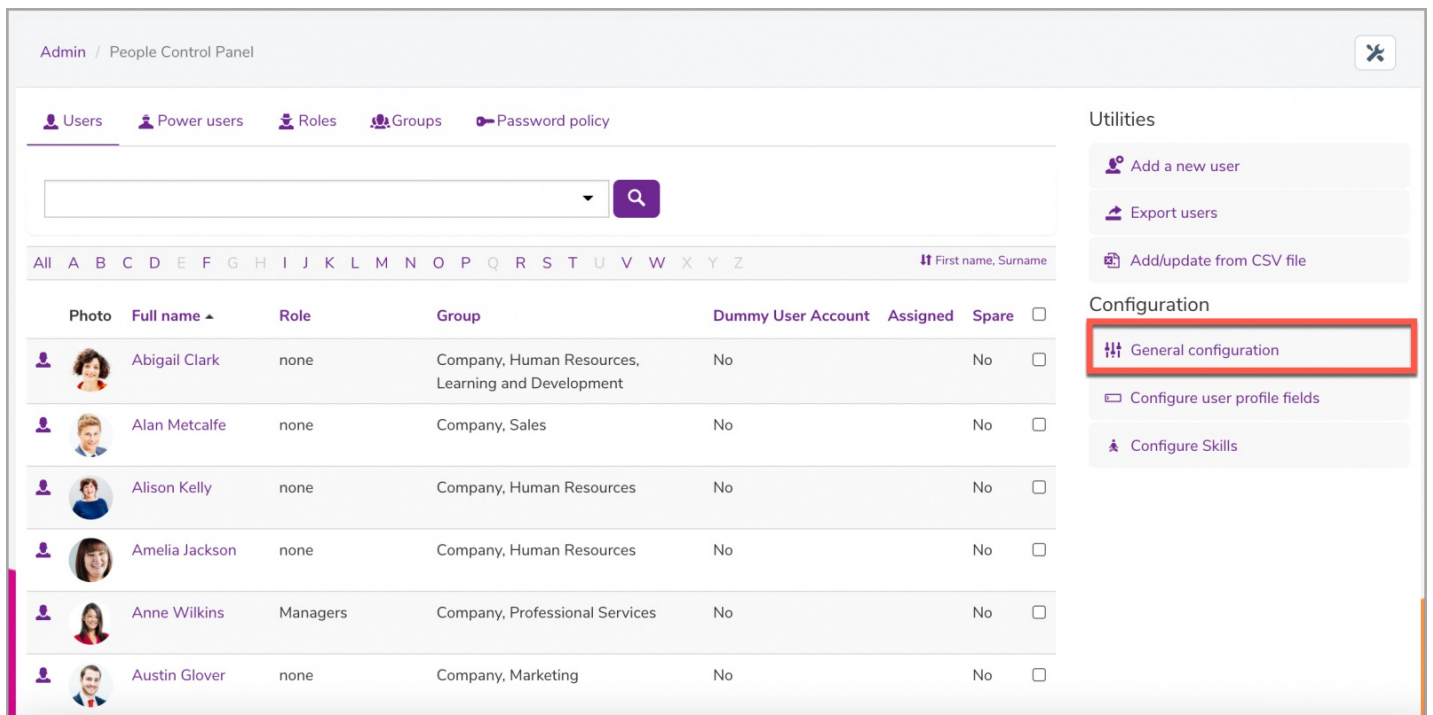 Admin / People Control Panel
Users Power users Roles Groups Password policy
All A B C D E F G H I J K L M N O P Q R S T U V W X Y Z First name, Surname
Photo Full name Role Group Dummy User Account Assigned Spare
Abigail Clark none Company, Human Resources, No No
Learning and Development
Alan Metcalfe none Company, Sales No No
Alison Kelly none Company, Human Resources No No
Amelia Jackson none Company, Human Resources No No
Anne Wilkins Managers Company, Professional Services No No
Austin Glover none Company, Marketing No No
Utilities
Add a new user
Export users
Add/update from CSV file
Configuration
General configuration
Configure user profile fields
Configure Skills